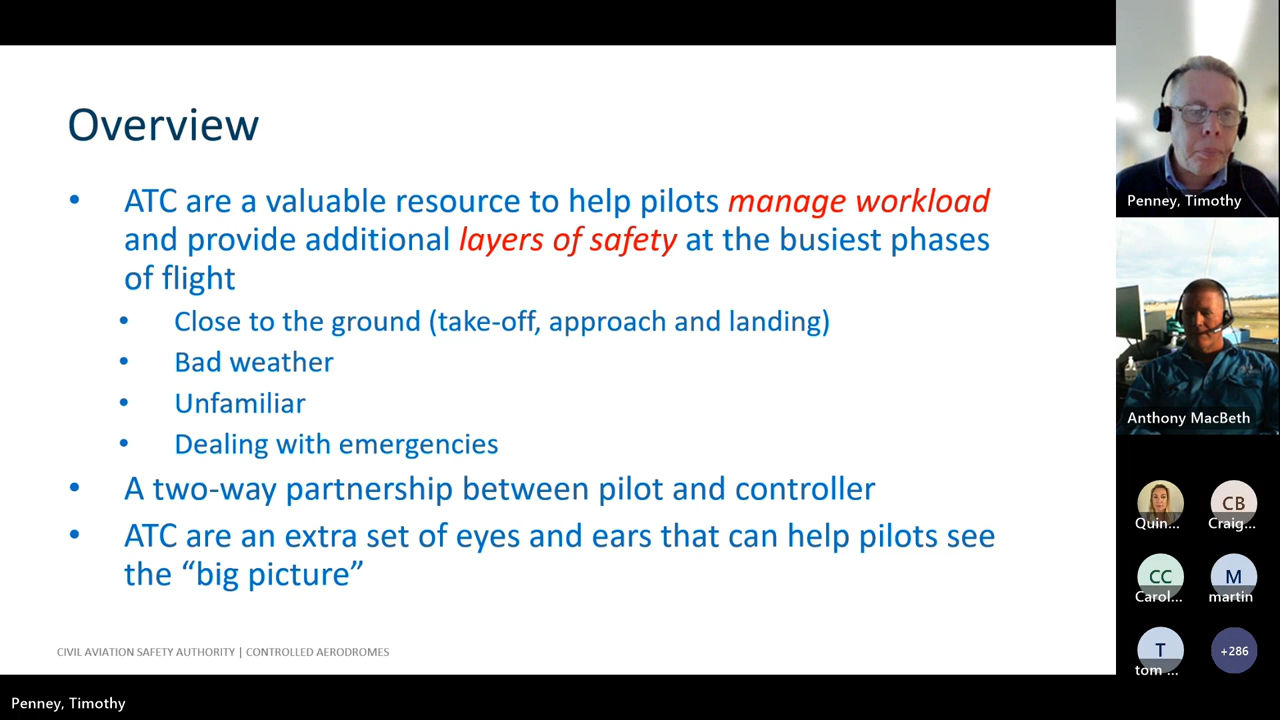 Overview
• ATC are a valuable resource to help pilots manage workload
and provide additional layers of safety at the busiest phases
of flight
• Close to the ground (take-off, approach and landing)
• Bad weather
• Unfamiliar
• Dealing with emergencies
• A two-way partnership between pilot and controller
• ATC are an extra set of eyes and ears that can help pilots see
the “big picture”
CIVIL AVIATION SAFETY AUTHORITY | CONTROLLED AERODROMES
Penney, Timothy
Penney, Timothy
Anthony MacBeth
Quin...
CB
Craig...
CC
Carol...
M
martin
T
tom ...
+286